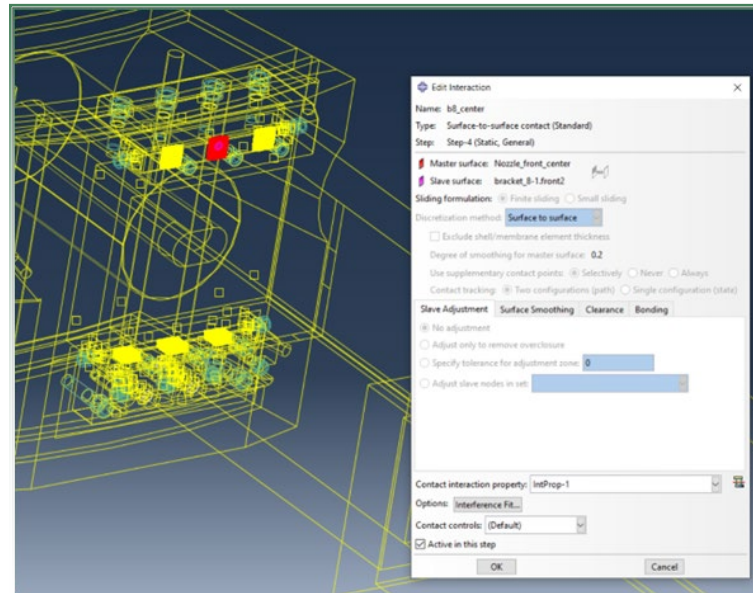 Edit Interaction
Name: b8_center
Type: Surface-to-surface contact (Standard)
Step: Step-4 (Static, General)
Master surface: Nozzle_front_center
Slave surface: bracket_8-1.front2
Sliding formulation: Finite sliding Small sliding
Discretization method: Surface to surface
Exclude shell/membrane element thickness
Degree of smoothing for master surface: 0.2
Use supplementary contact points: Selectively Never Always
Contact tracking: Two configurations (path) Single configuration (state)
Slave Adjustment Surface Smoothing Clearance Bonding
No adjustment
Adjust only to remove overclosure
Specify tolerance for adjustment zone: 0
Adjust slave nodes in set:
Contact interaction property: IntProp-1
Options: Interference Fit...
Contact controls: (Default)
Active in this step
OK Cancel